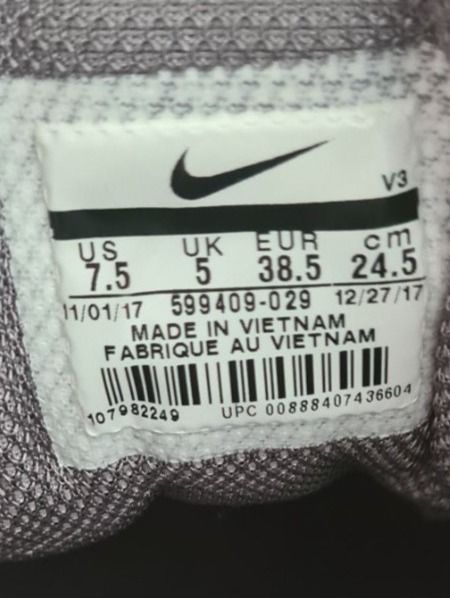 V3
US UK EUR cm
7.5 5 38.5 24.5
11/01/17 599409-029 12/27/17
MADE IN VIETNAM
FABRIQUE AU VIETNAM
107982249 UPC 00888407436604